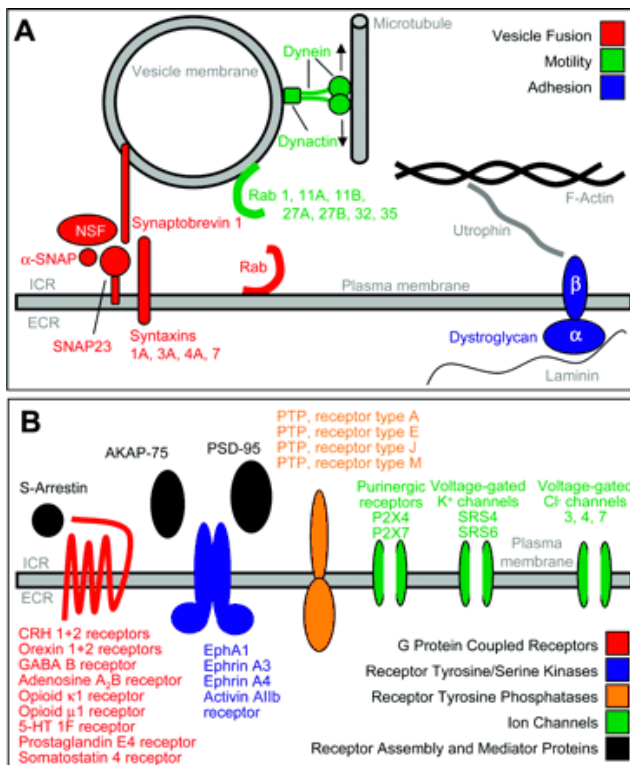 A
Vesicle membrane
Dynein
Dynactin
Microtubule
Vesicle Fusion
Motility
Adhesion
Rab 1, 11A, 11B,
27A, 27B, 32, 35
F-Actin
Utrophin
NSF
Synaptobrevin 1
α-SNAP
Rab
ICR
Plasma membrane
ECR
β
α
SNAP23
Syntaxins
1A, 3A, 4A, 7
Dystroglycan
Laminin
B
AKAP-75
PSD-95
PTP, receptor type A
PTP, receptor type E
PTP, receptor type J
PTP, receptor type M
S-Arrestin
Purinergic
receptors
P2X4
P2X7
Voltage-gated
K⁺ channels
SRS4
SRS6
Voltage-gated
Cl⁻ channels
3, 4, 7
Plasma
membrane
ICR
ECR
CRH 1+2 receptors
Orexin 1+2 receptors
GABA B receptor
Adenosine A₂B receptor
Opioid κ1 receptor
Opioid μ1 receptor
5-HT 1F receptor
Prostaglandin E4 receptor
Somatostatin 4 receptor
EphA1
Ephrin A3
Ephrin A4
Activin AIIb
receptor
G Protein Coupled Receptors
Receptor Tyrosine/Serine Kinases
Receptor Tyrosine Phosphatases
Ion Channels
Receptor Assembly and Mediator Proteins